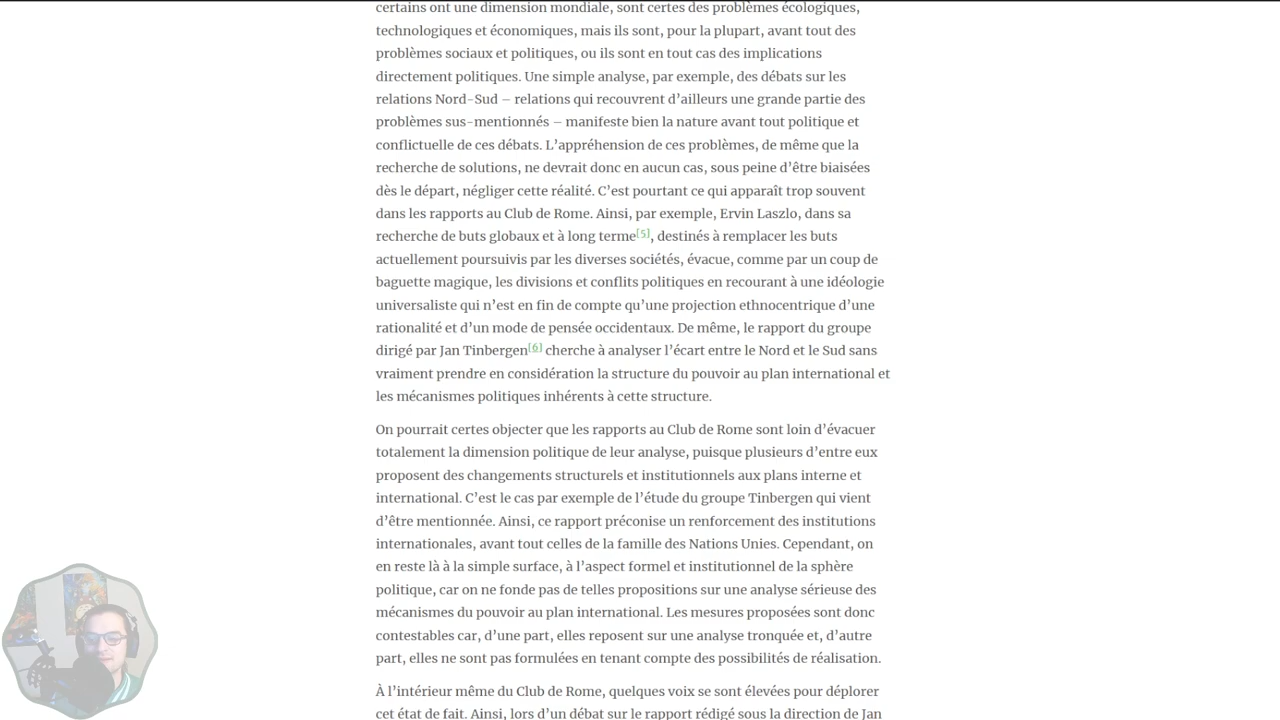 certains ont une dimension mondiale, sont certes des problèmes écologiques,
technologiques et économiques, mais ils sont, pour la plupart, avant tout des
problèmes sociaux et politiques, ou ils sont en tout cas des implications
directement politiques. Une simple analyse, par exemple, des débats sur les
relations Nord-Sud – relations qui recouvrent d’ailleurs une grande partie des
problèmes sus-mentionnés – manifeste bien la nature avant tout politique et
conflictuelle de ces débats. L’appréhension de ces problèmes, de même que la
recherche de solutions, ne devrait donc en aucun cas, sous peine d’être biaisées
dès le départ, négliger cette réalité. C’est pourtant ce qui apparaît trop souvent
dans les rapports au Club de Rome. Ainsi, par exemple, Ervin Laszlo, dans sa
recherche de buts globaux et à long terme[5], destinés à remplacer les buts
actuellement poursuivis par les diverses sociétés, évacue, comme par un coup de
baguette magique, les divisions et conflits politiques en recourant à une idéologie
universaliste qui n’est en fin de compte qu’une projection ethnocentrique d’une
rationalité et d’un mode de pensée occidentaux. De même, le rapport du groupe
dirigé par Jan Tinbergen[6] cherche à analyser l’écart entre le Nord et le Sud sans
vraiment prendre en considération la structure du pouvoir au plan international et
les mécanismes politiques inhérents à cette structure.
On pourrait certes objecter que les rapports au Club de Rome sont loin d’évacuer
totalement la dimension politique de leur analyse, puisque plusieurs d’entre eux
proposent des changements structurels et institutionnels aux plans interne et
international. C’est le cas par exemple de l’étude du groupe Tinbergen qui vient
d’être mentionnée. Ainsi, ce rapport préconise un renforcement des institutions
internationales, avant tout celles de la famille des Nations Unies. Cependant, on
en reste là à la simple surface, à l’aspect formel et institutionnel de la sphère
politique, car on ne fonde pas de telles propositions sur une analyse sérieuse des
mécanismes du pouvoir au plan international. Les mesures proposées sont donc
contestables car, d’une part, elles reposent sur une analyse tronquée et, d’autre
part, elles ne sont pas formulées en tenant compte des possibilités de réalisation.
À l’intérieur même du Club de Rome, quelques voix se sont élevées pour déplorer
cet état de fait. Ainsi, lors d’un débat sur le rapport rédigé sous la direction de Jan